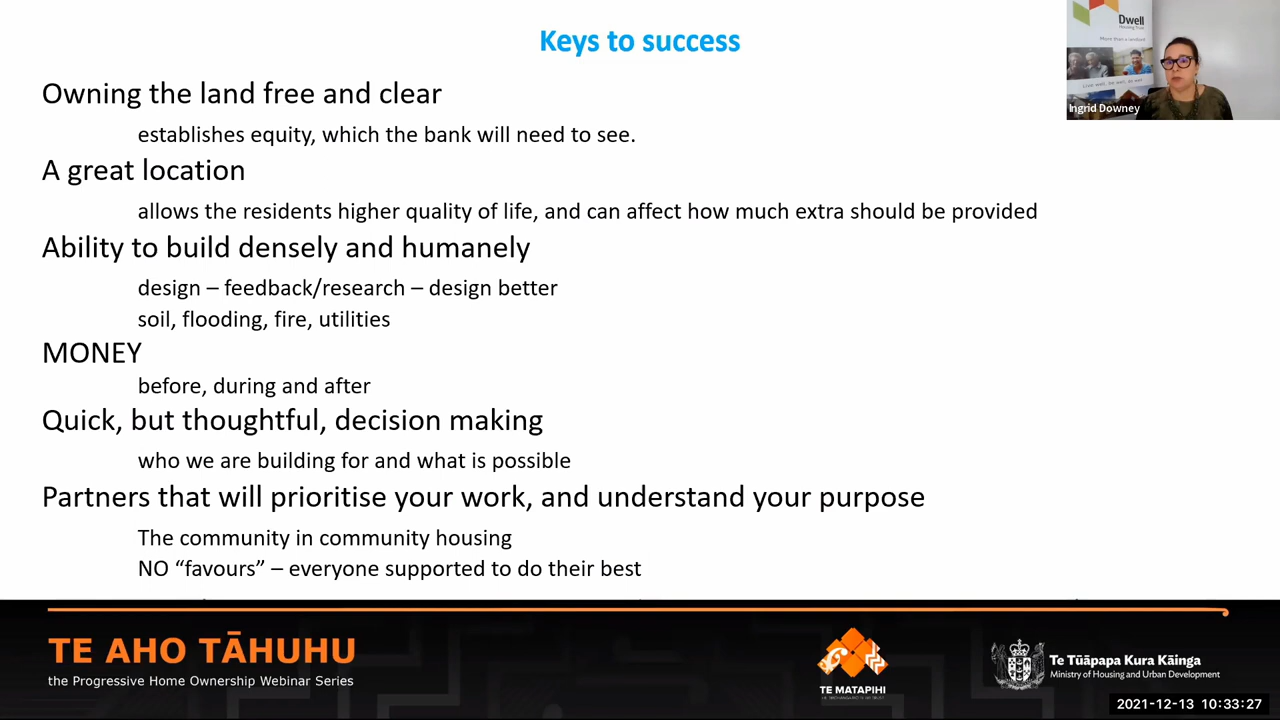 Keys to success
Owning the land free and clear
establishes equity, which the bank will need to see.
A great location
allows the residents higher quality of life, and can affect how much extra should be provided
Ability to build densely and humanely
design – feedback/research – design better
soil, flooding, fire, utilities
MONEY
before, during and after
Quick, but thoughtful, decision making
who we are building for and what is possible
Partners that will prioritise your work, and understand your purpose
The community in community housing
NO “favours” – everyone supported to do their best
Dwell
Housing Trust
More than a landlord
Ingrid Downey
TE AHO TĀHUHU
the Progressive Home Ownership Webinar Series
TE MATAPIHI
Te Tūāpapa Kura Kāinga
Ministry of Housing and Urban Development
2021-12-13 10:33:27